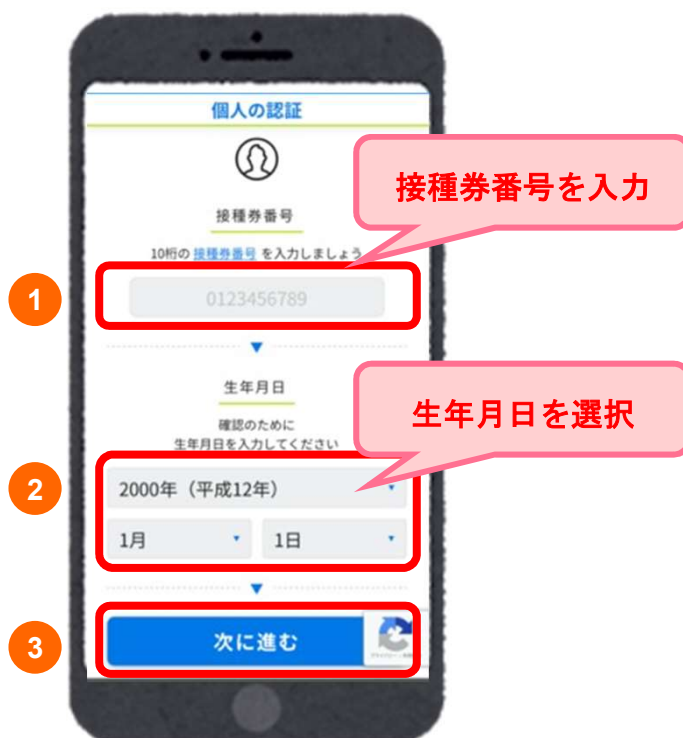 個人の認証
接種券番号
10桁の 接種券番号 を入力しましょう
接種券番号を入力
1
0123456789
生年月日
確認のために
生年月日を入力してください
生年月日を選択
2
2000年（平成12年）
1月 1日
3
次に進む